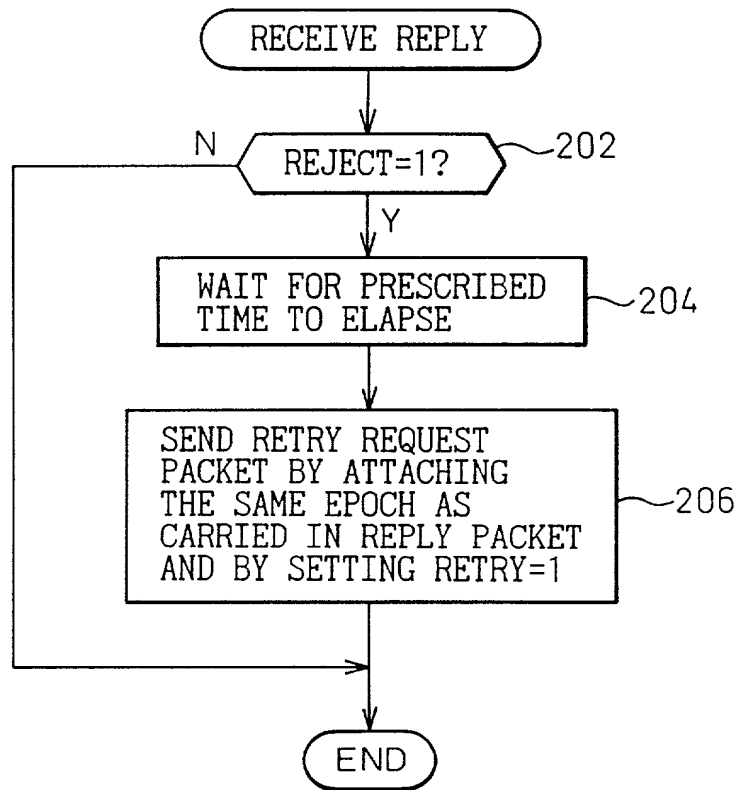 RECEIVE REPLY
N
REJECT=1?
202
Y
WAIT FOR PRESCRIBED
TIME TO ELAPSE
204
SEND RETRY REQUEST
PACKET BY ATTACHING
THE SAME EPOCH AS
CARRIED IN REPLY PACKET
AND BY SETTING RETRY=1
206
END